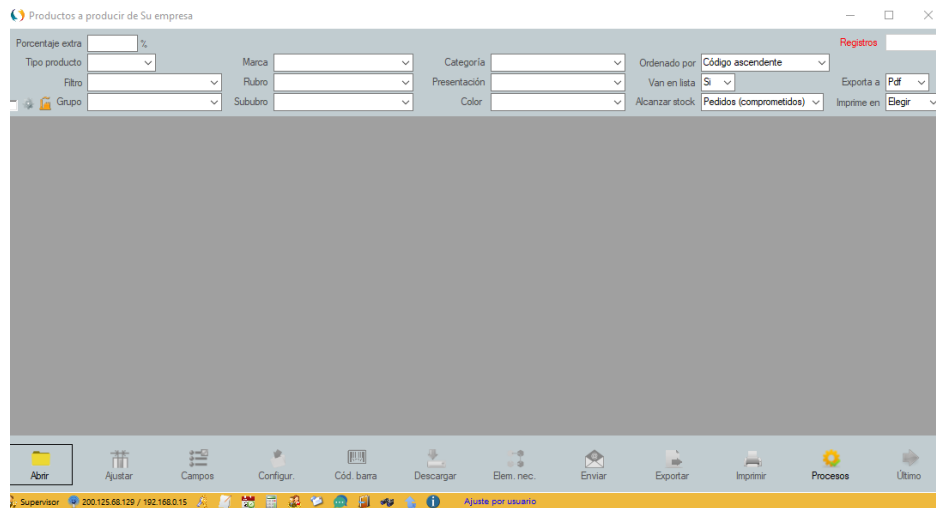 Productos a producir de Su empresa
Porcentaje extra % Registros
Tipo producto Marca Categoría Ordenado por Código ascendente
Filtro Rubro Presentación Van en lista Si Exporta a Pdf
Grupo Sububro Color Alcanzar stock Pedidos (comprometidos) Imprime en Elegir
Abrir Ajustar Campos Configur. Cód. barra Descargar Elem. nec. Enviar Exportar Imprimir Procesos Último
Supervisor 200.125.68.129 / 192.168.0.15 Ajuste por usuario